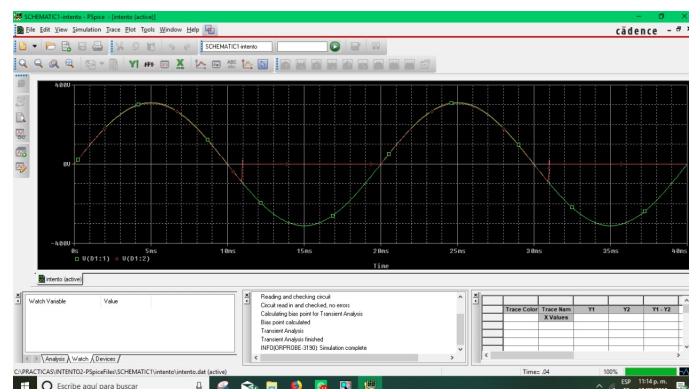 SCHEMATIC1-intento - PSpice - [intento (active)]
File Edit View Simulation Trace Plot Tools Window Help
cādence
SCHEMATIC1-intento
400V
0V
-400V
0s 5ms 10ms 15ms 20ms 25ms 30ms 35ms 40ms
V(D1:1) V(D1:2)
Time
intento (active)
Watch Variable Value
Analysis Watch Devices
Reading and checking circuit
Circuit read in and checked, no errors
Calculating bias point for Transient Analysis
Bias point calculated
Transient Analysis
Transient Analysis finished
INFO(ORPROBE-3190): Simulation complete
Trace Color Trace Nam Y1 Y2 Y1 - Y2
X Values
C:\PRACTICAS\INTENTO2-PSpiceFiles\SCHEMATIC1\intento\intento.dat (active)
Time= .04 100%
Escribe aquí para buscar
ESP 11:14 p. m.